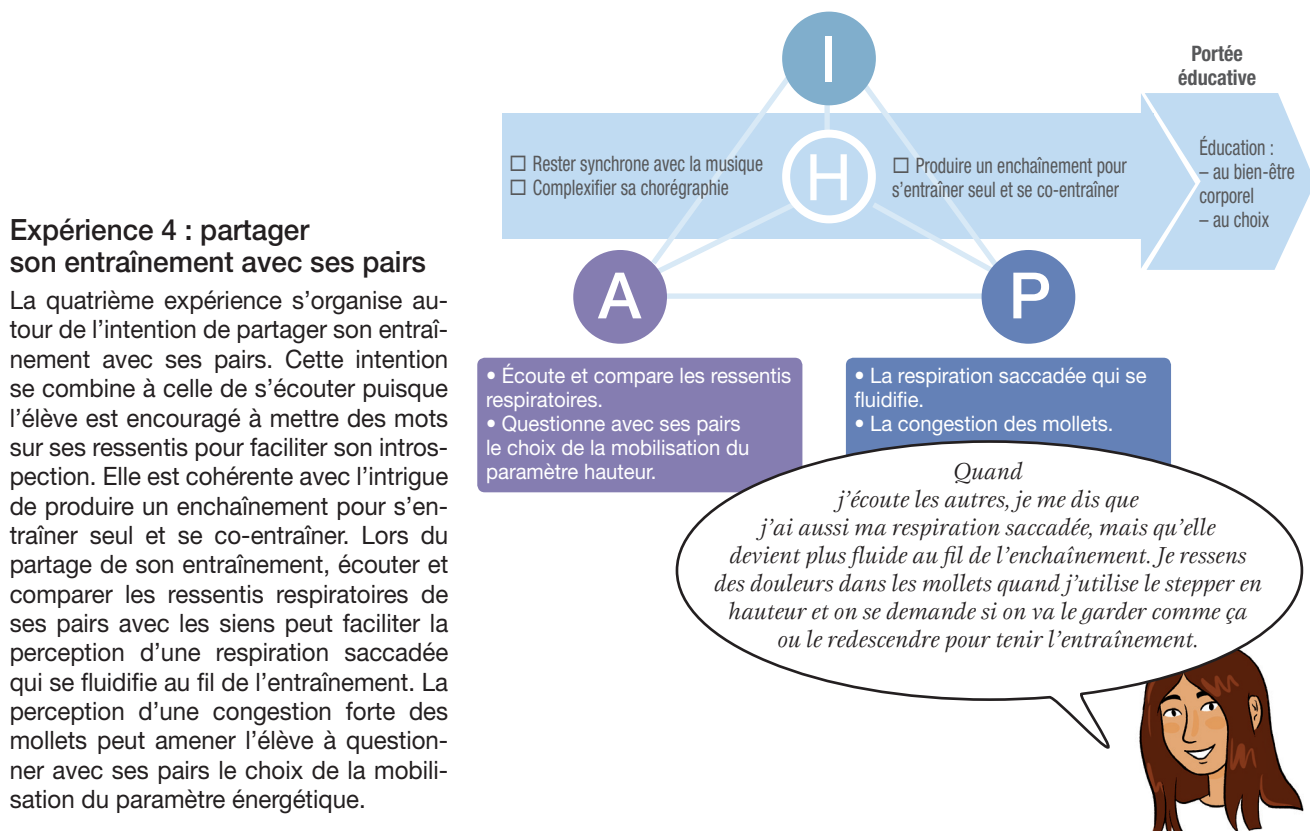 Expérience 4 : partager
son entraînement avec ses pairs
La quatrième expérience s’organise au-
tour de l’intention de partager son entraî-
nement avec ses pairs. Cette intention
se combine à celle de s’écouter puisque
l’élève est encouragé à mettre des mots
sur ses ressentis pour faciliter son intros-
pection. Elle est cohérente avec l’intrigue
de produire un enchaînement pour s’en-
traîner seul et se co-entraîner. Lors du
partage de son entraînement, écouter et
comparer les ressentis respiratoires de
ses pairs avec les siens peut faciliter la
perception d’une respiration saccadée
qui se fluidifie au fil de l’entraînement. La
perception d’une congestion forte des
mollets peut amener l’élève à question-
ner avec ses pairs le choix de la mobili-
sation du paramètre énergétique.
I
H
☐ Rester synchrone avec la musique
☐ Complexifier sa chorégraphie
☐ Produire un enchaînement pour
s’entraîner seul et se co-entraîner
Portée
éducative
Éducation :
– au bien-être
corporel
– au choix
A
P
• Écoute et compare les ressentis
respiratoires.
• Questionne avec ses pairs
le choix de la mobilisation du
paramètre hauteur.
• La respiration saccadée qui se
fluidifie.
• La congestion des mollets.
Quand
j’écoute les autres, je me dis que
j’ai aussi ma respiration saccadée, mais qu’elle
devient plus fluide au fil de l’enchaînement. Je ressens
des douleurs dans les mollets quand j’utilise le stepper en
hauteur et on se demande si on va le garder comme ça
ou le redescendre pour tenir l’entraînement.